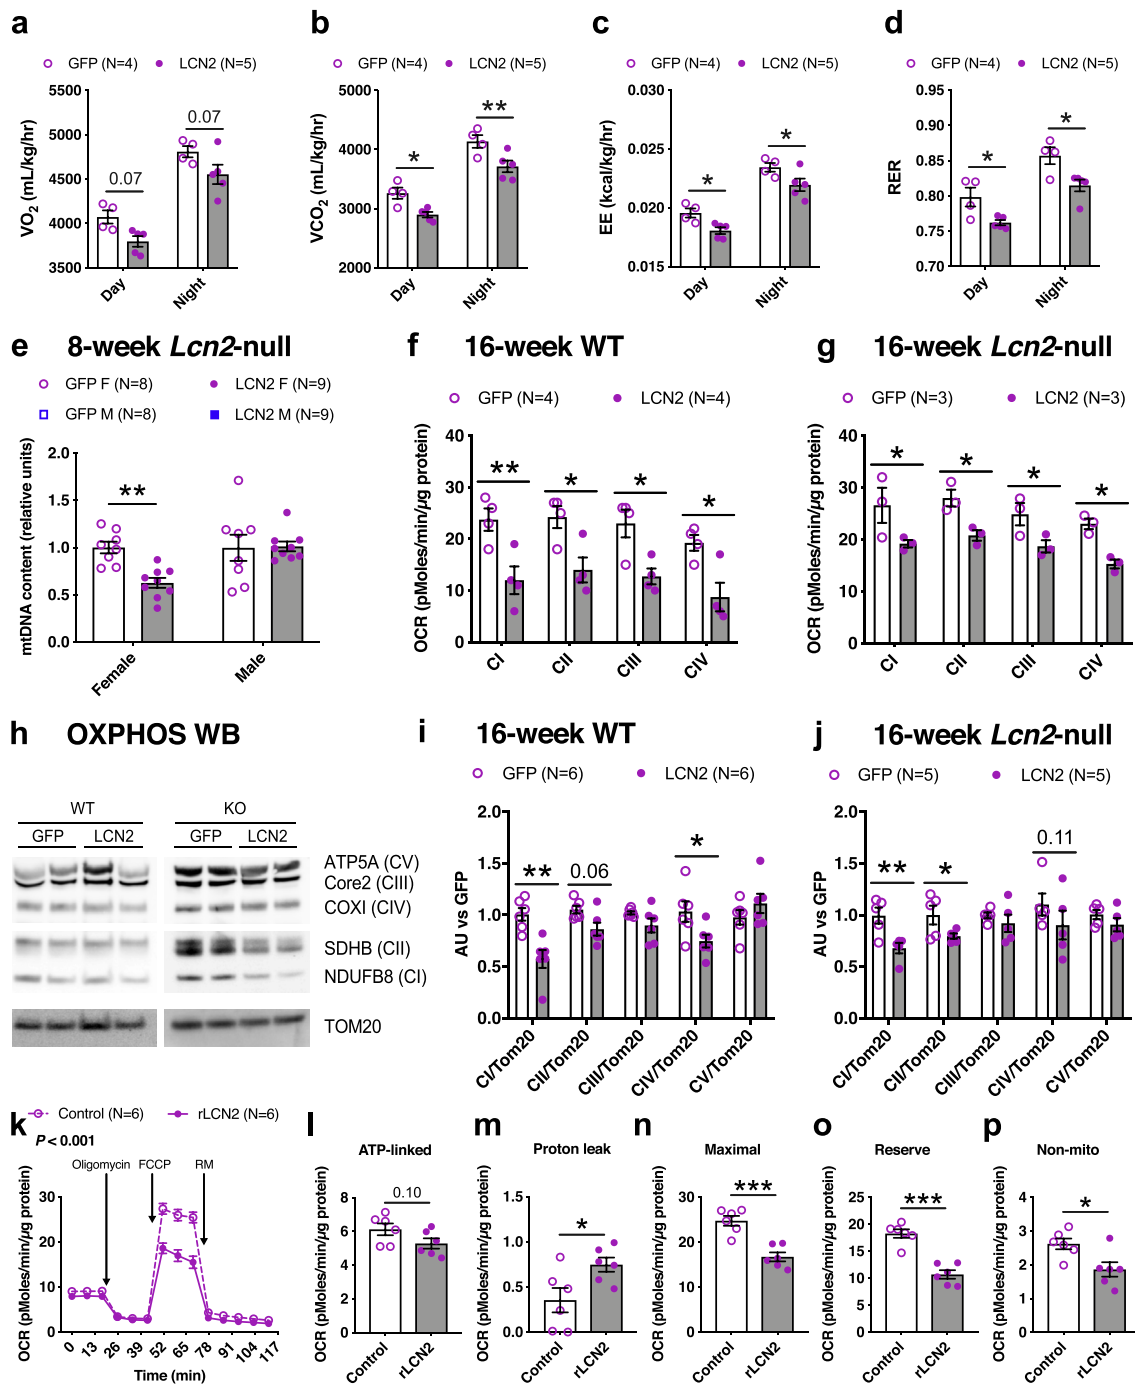 a
GFP (N=4) LCN2 (N=5)
VO2 (mL/kg/hr)
5500
5000
4500
4000
3500
0.07
0.07
Day Night
b
GFP (N=4) LCN2 (N=5)
VCO2 (mL/kg/hr)
4000
3000
2000
*
**
Day Night
c
GFP (N=4) LCN2 (N=5)
EE (kcal/kg/hr)
0.030
0.025
0.020
0.015
*
*
Day Night
d
GFP (N=4) LCN2 (N=5)
RER
0.95
0.90
0.85
0.80
0.75
0.70
*
*
Day Night
e 8-week Lcn2-null
GFP F (N=8) LCN2 F (N=9)
GFP M (N=8) LCN2 M (N=9)
mtDNA content (relative units)
2.0
1.5
1.0
0.5
0.0
**
Female Male
f 16-week WT
GFP (N=4) LCN2 (N=4)
OCR (pMoles/min/µg protein)
40
30
20
10
0
** * * *
CI CII CIII CIV
g 16-week Lcn2-null
GFP (N=3) LCN2 (N=3)
OCR (pMoles/min/µg protein)
40
30
20
10
0
* * * *
CI CII CIII CIV
h OXPHOS WB
WT KO
GFP LCN2 GFP LCN2
ATP5A (CV)
Core2 (CIII)
COXI (CIV)
SDHB (CII)
NDUFB8 (CI)
TOM20
i 16-week WT
GFP (N=6) LCN2 (N=6)
AU vs GFP
2.0
1.5
1.0
0.5
0.0
** 0.06 *
CI/Tom20 CII/Tom20 CIII/Tom20 CIV/Tom20 CV/Tom20
j 16-week Lcn2-null
GFP (N=5) LCN2 (N=5)
AU vs GFP
2.0
1.5
1.0
0.5
0.0
** * 0.11
CI/Tom20 CII/Tom20 CIII/Tom20 CIV/Tom20 CV/Tom20
k
Control (N=6) rLCN2 (N=6)
P < 0.001
Oligomycin FCCP RM
OCR (pMoles/min/µg protein)
30
20
10
0
0 13 26 39 52 65 78 91 104 117
Time (min)
l
ATP-linked
OCR (pMoles/min/µg protein)
8
6
4
2
0
0.10
Control rLCN2
m
Proton leak
OCR (pMoles/min/µg protein)
1.5
1.0
0.5
0.0
*
Control rLCN2
n
Maximal
OCR (pMoles/min/µg protein)
30
20
10
0
***
Control rLCN2
o
Reserve
OCR (pMoles/min/µg protein)
25
20
15
10
5
0
***
Control rLCN2
p
Non-mito
OCR (pMoles/min/µg protein)
4
3
2
1
0
*
Control rLCN2